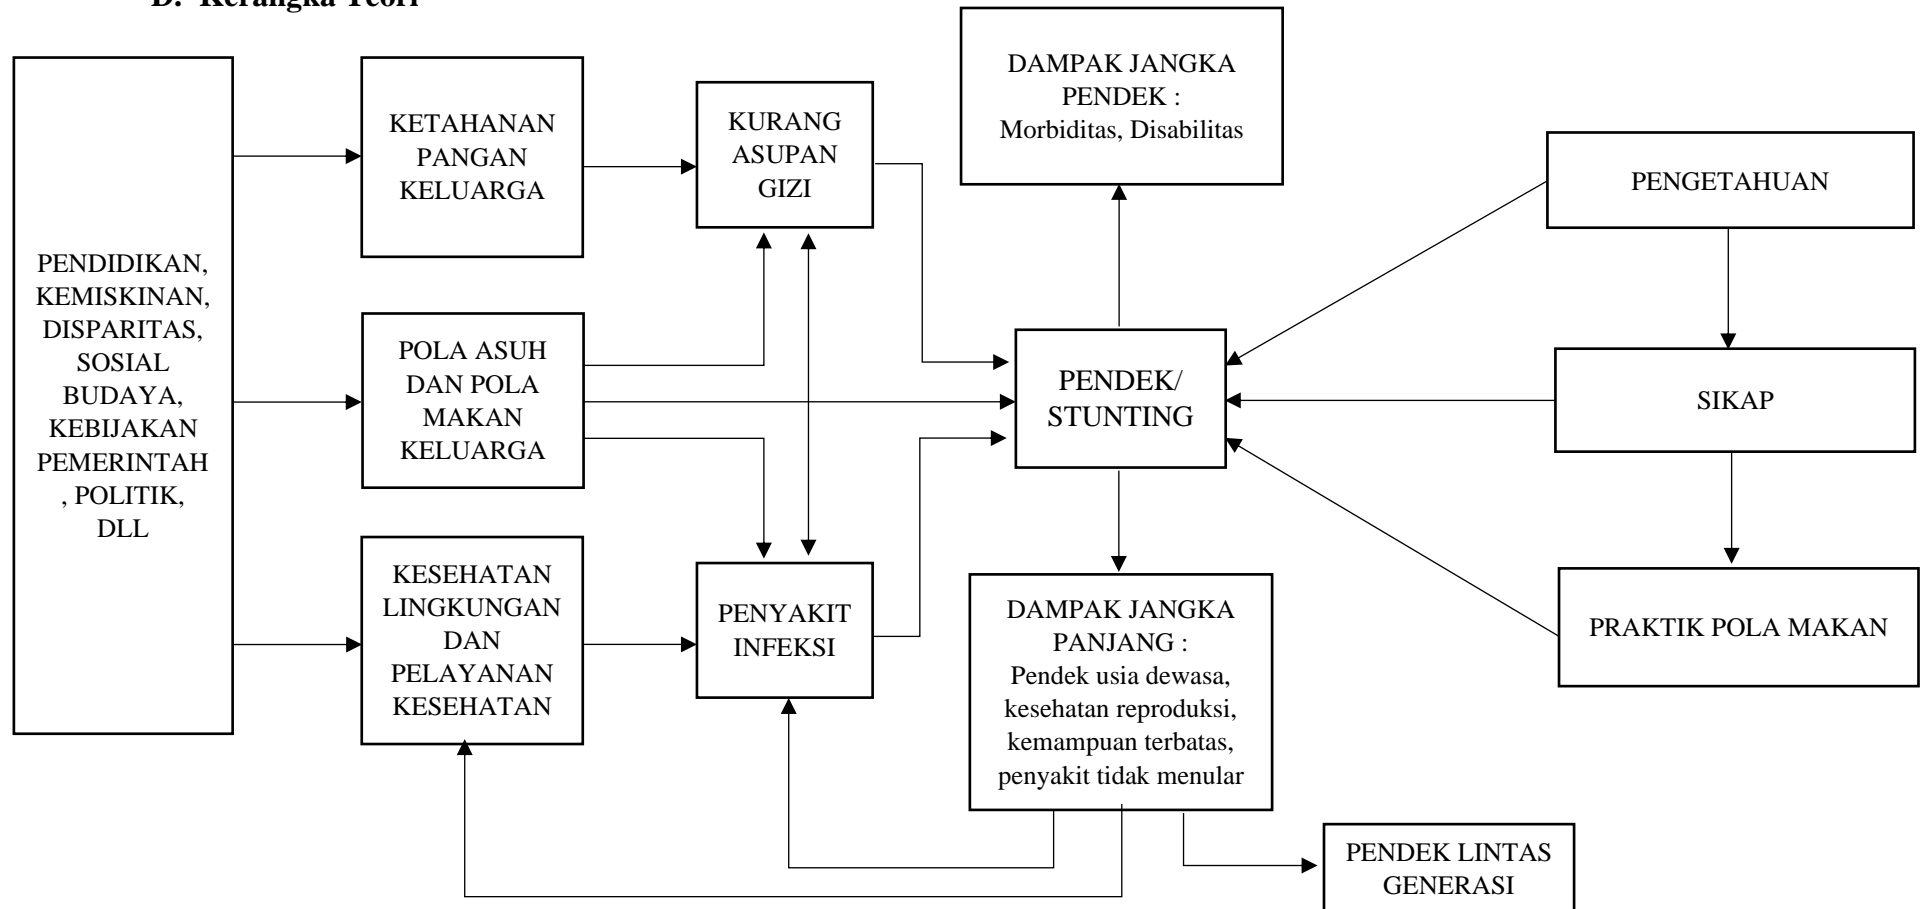 D. Kerangka Teori
PENDIDIKAN,
KEMISKINAN,
DISPARITAS,
SOSIAL
BUDAYA,
KEBIJAKAN
PEMERINTAH
, POLITIK,
DLL
KETAHANAN
PANGAN
KELUARGA
POLA ASUH
DAN POLA
MAKAN
KELUARGA
KESEHATAN
LINGKUNGAN
DAN
PELAYANAN
KESEHATAN
KURANG
ASUPAN
GIZI
PENYAKIT
INFEKSI
DAMPAK JANGKA
PENDEK :
Morbiditas, Disabilitas
PENDEK/
STUNTING
DAMPAK JANGKA
PANJANG :
Pendek usia dewasa,
kesehatan reproduksi,
kemampuan terbatas,
penyakit tidak menular
PENGETAHUAN
SIKAP
PRAKTIK POLA MAKAN
PENDEK LINTAS
GENERASI